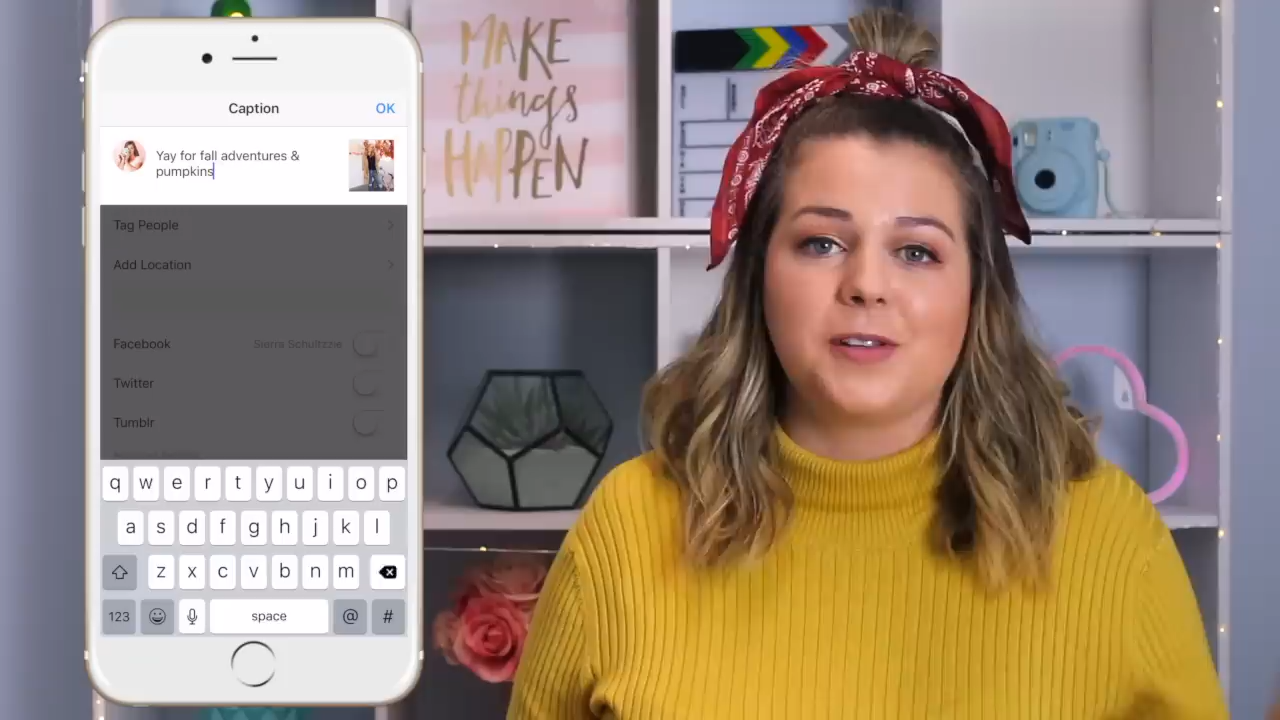 Caption
OK
Yay for fall adventures &
pumpkins
Tag People
Add Location
Facebook
Sierra Schultzzie
Twitter
Tumblr
q w e r t y u i o p
a s d f g h j k l
z x c v b n m
123
space
@
#
MAKE
things
HAPPEN